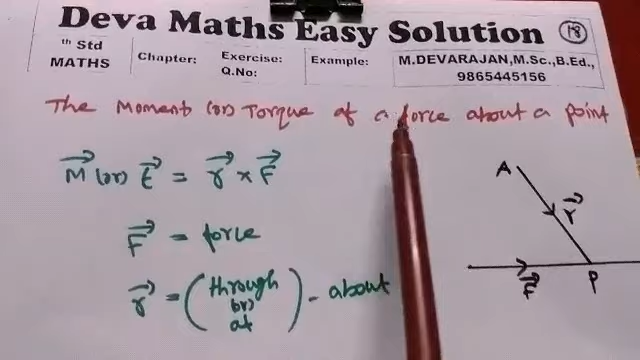 Deva Maths Easy Solution 18
th Std
MATHS
Chapter:
Exercise:
Q.No:
Example:
M.DEVARAJAN,M.Sc.,B.Ed.,
9865445156
The Moment (or) Torque of a force about a point
M (or) t = r × F
F = force
r = (through (or) at) - about
A
r
F
P